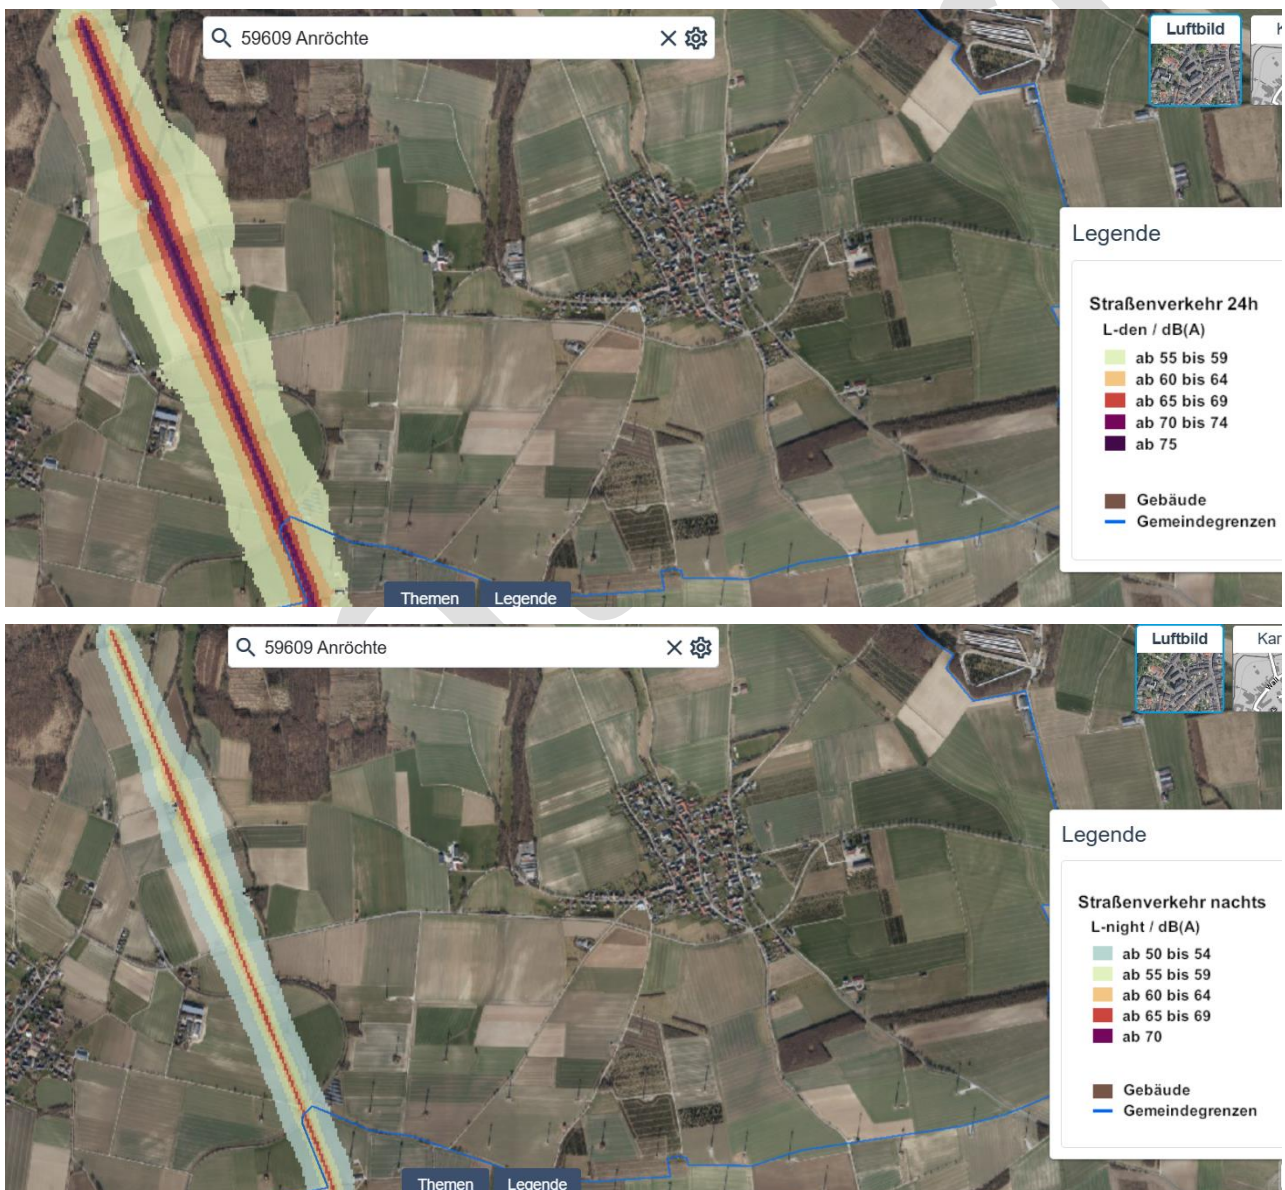 59609 Anröchte
Luftbild
K
Legende
Straßenverkehr 24h
L-den / dB(A)
ab 55 bis 59
ab 60 bis 64
ab 65 bis 69
ab 70 bis 74
ab 75
Gebäude
Gemeindegrenzen
Themen Legende
59609 Anröchte
Luftbild
Kar
Legende
Straßenverkehr nachts
L-night / dB(A)
ab 50 bis 54
ab 55 bis 59
ab 60 bis 64
ab 65 bis 69
ab 70
Gebäude
Gemeindegrenzen
Themen Legende